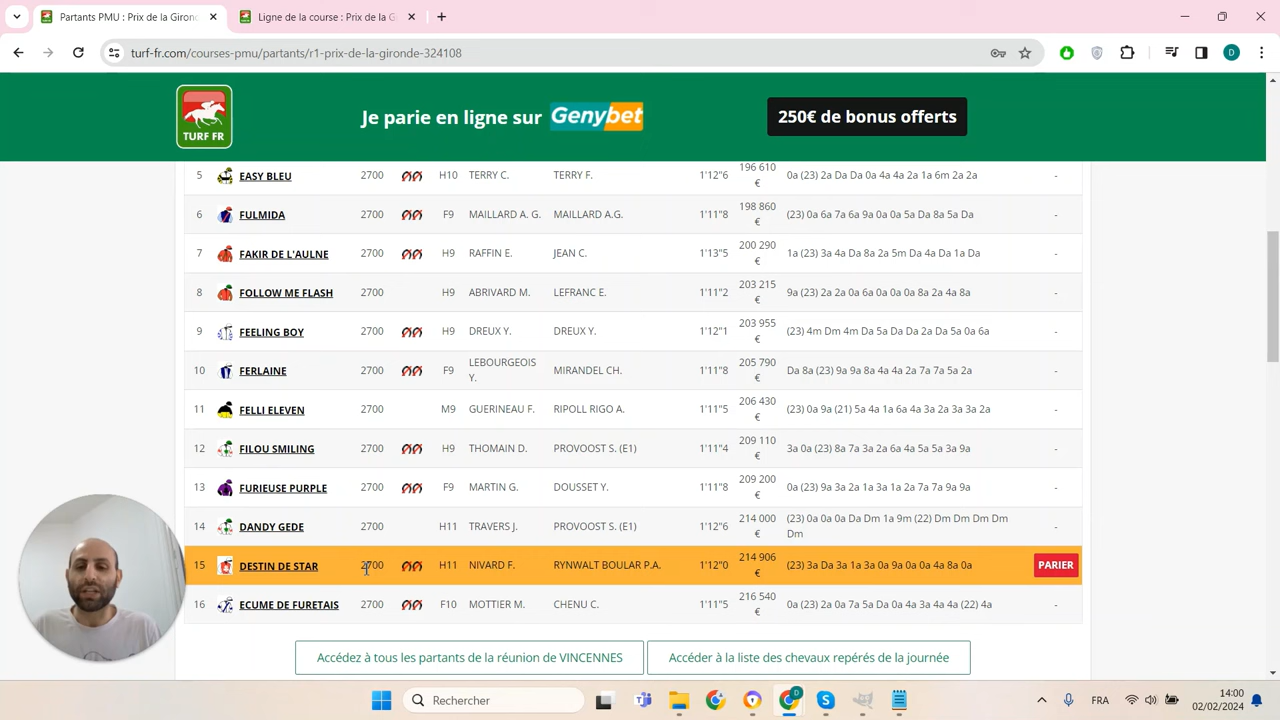 Partants PMU : Prix de la Girond
Ligne de la course : Prix de la G
turf-fr.com/courses-pmu/partants/r1-prix-de-la-gironde-324108
D
TURF FR
Je parie en ligne sur Genybet
250€ de bonus offerts
5 EASY BLEU 2700 H10 TERRY C. TERRY F. 1'12"6 196 610 € 0a (23) 2a Da Da 0a 4a 4a 2a 1a 6m 2a 2a -
6 FULMIDA 2700 F9 MAILLARD A. G. MAILLARD A.G. 1'11"8 198 860 € (23) 0a 6a 7a 6a 9a 0a 0a 5a Da 8a 5a Da -
7 FAKIR DE L'AULNE 2700 H9 RAFFIN E. JEAN C. 1'13"5 200 290 € 1a (23) 3a 4a Da 8a 2a 5m Da 4a Da 1a Da -
8 FOLLOW ME FLASH 2700 H9 ABRIVARD M. LEFRANC E. 1'11"2 203 215 € 9a (23) 2a 2a 0a 6a 0a 0a 0a 8a 2a 4a 8a -
9 FEELING BOY 2700 H9 DREUX Y. DREUX Y. 1'12"1 203 955 € (23) 4m Dm 4m Da 5a Da Da 2a Da 5a 0a 6a -
10 FERLAINE 2700 F9 LEBOURGEOIS Y. MIRANDEL CH. 1'11"8 205 790 € Da 8a (23) 9a 9a 8a 4a 4a 2a 7a 7a 5a 2a -
11 FELLI ELEVEN 2700 M9 GUERINEAU F. RIPOLL RIGO A. 1'11"5 206 430 € (23) 0a 9a (21) 5a 4a 1a 6a 4a 3a 2a 3a 3a 2a -
12 FILOU SMILING 2700 H9 THOMAIN D. PROVOOST S. (E1) 1'11"4 209 110 € 3a 0a (23) 8a 7a 3a 2a 6a 4a 5a 5a 3a 9a -
13 FURIEUSE PURPLE 2700 F9 MARTIN G. DOUSSET Y. 1'11"8 209 200 € 0a (23) 9a 3a 2a 1a 3a 1a 2a 7a 7a 9a 9a -
14 DANDY GEDE 2700 H11 TRAVERS J. PROVOOST S. (E1) 1'12"6 214 000 € (23) 0a 0a 0a Da Dm 1a 9m (22) Dm Dm Dm Dm Dm -
15 DESTIN DE STAR 2700 H11 NIVARD F. RYNWALT BOULAR P.A. 1'12"0 214 906 € (23) 3a Da 3a 1a 3a 0a 9a 0a 0a 4a 8a 0a PARIER
16 ECUME DE FURETAIS 2700 F10 MOTTIER M. CHENU C. 1'11"5 216 540 € 0a (23) 2a 0a 7a 5a Da 0a 4a 3a 4a 4a (22) 4a -
Accédez à tous les partants de la réunion de VINCENNES
Accéder à la liste des chevaux repérés de la journée
Rechercher
FRA
14:00
02/02/2024